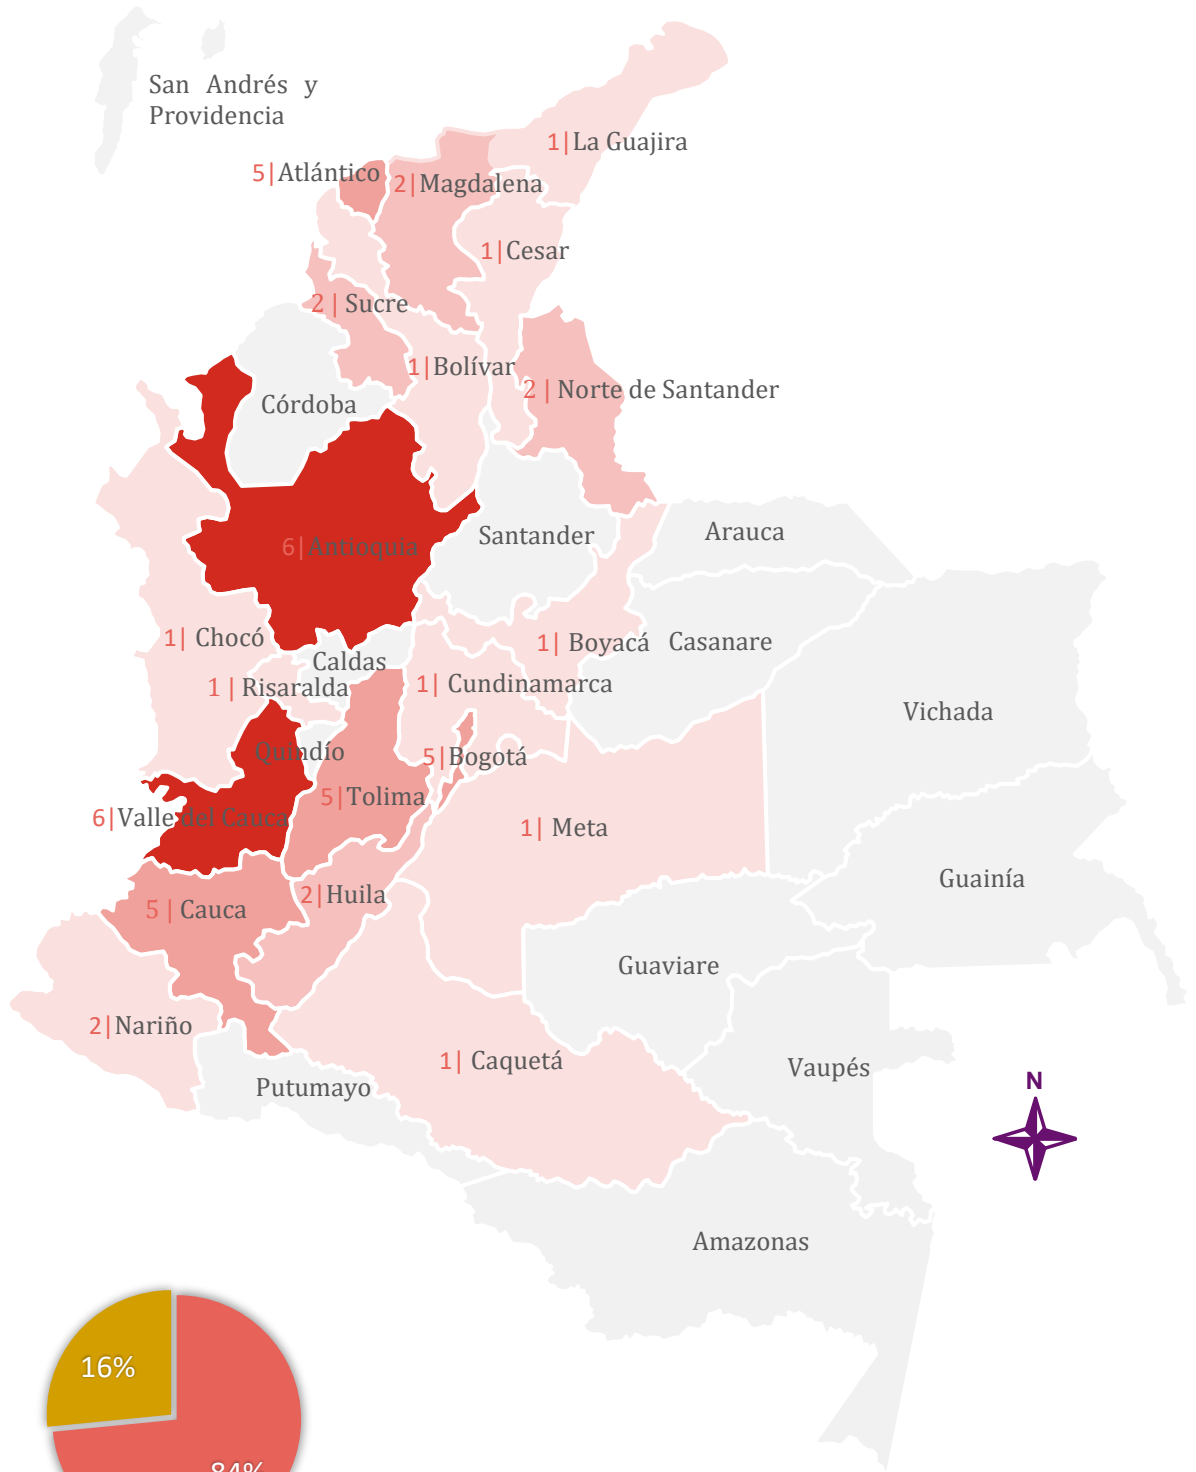 San Andrés y
Providencia
1|La Guajira
5|Atlántico
2|Magdalena
1|Cesar
2 | Sucre
1|Bolívar
2 | Norte de Santander
Córdoba
Santander
Arauca
6|Antioquia
1| Chocó
1| Boyacá
Casanare
Caldas
1 | Risaralda
1| Cundinamarca
Vichada
Quindío
5|Bogotá
5|Tolima
6|Valle del Cauca
1| Meta
Guainía
2|Huila
5 | Cauca
Guaviare
2|Nariño
1| Caquetá
Vaupés
Putumayo
N
Amazonas
16%
84%